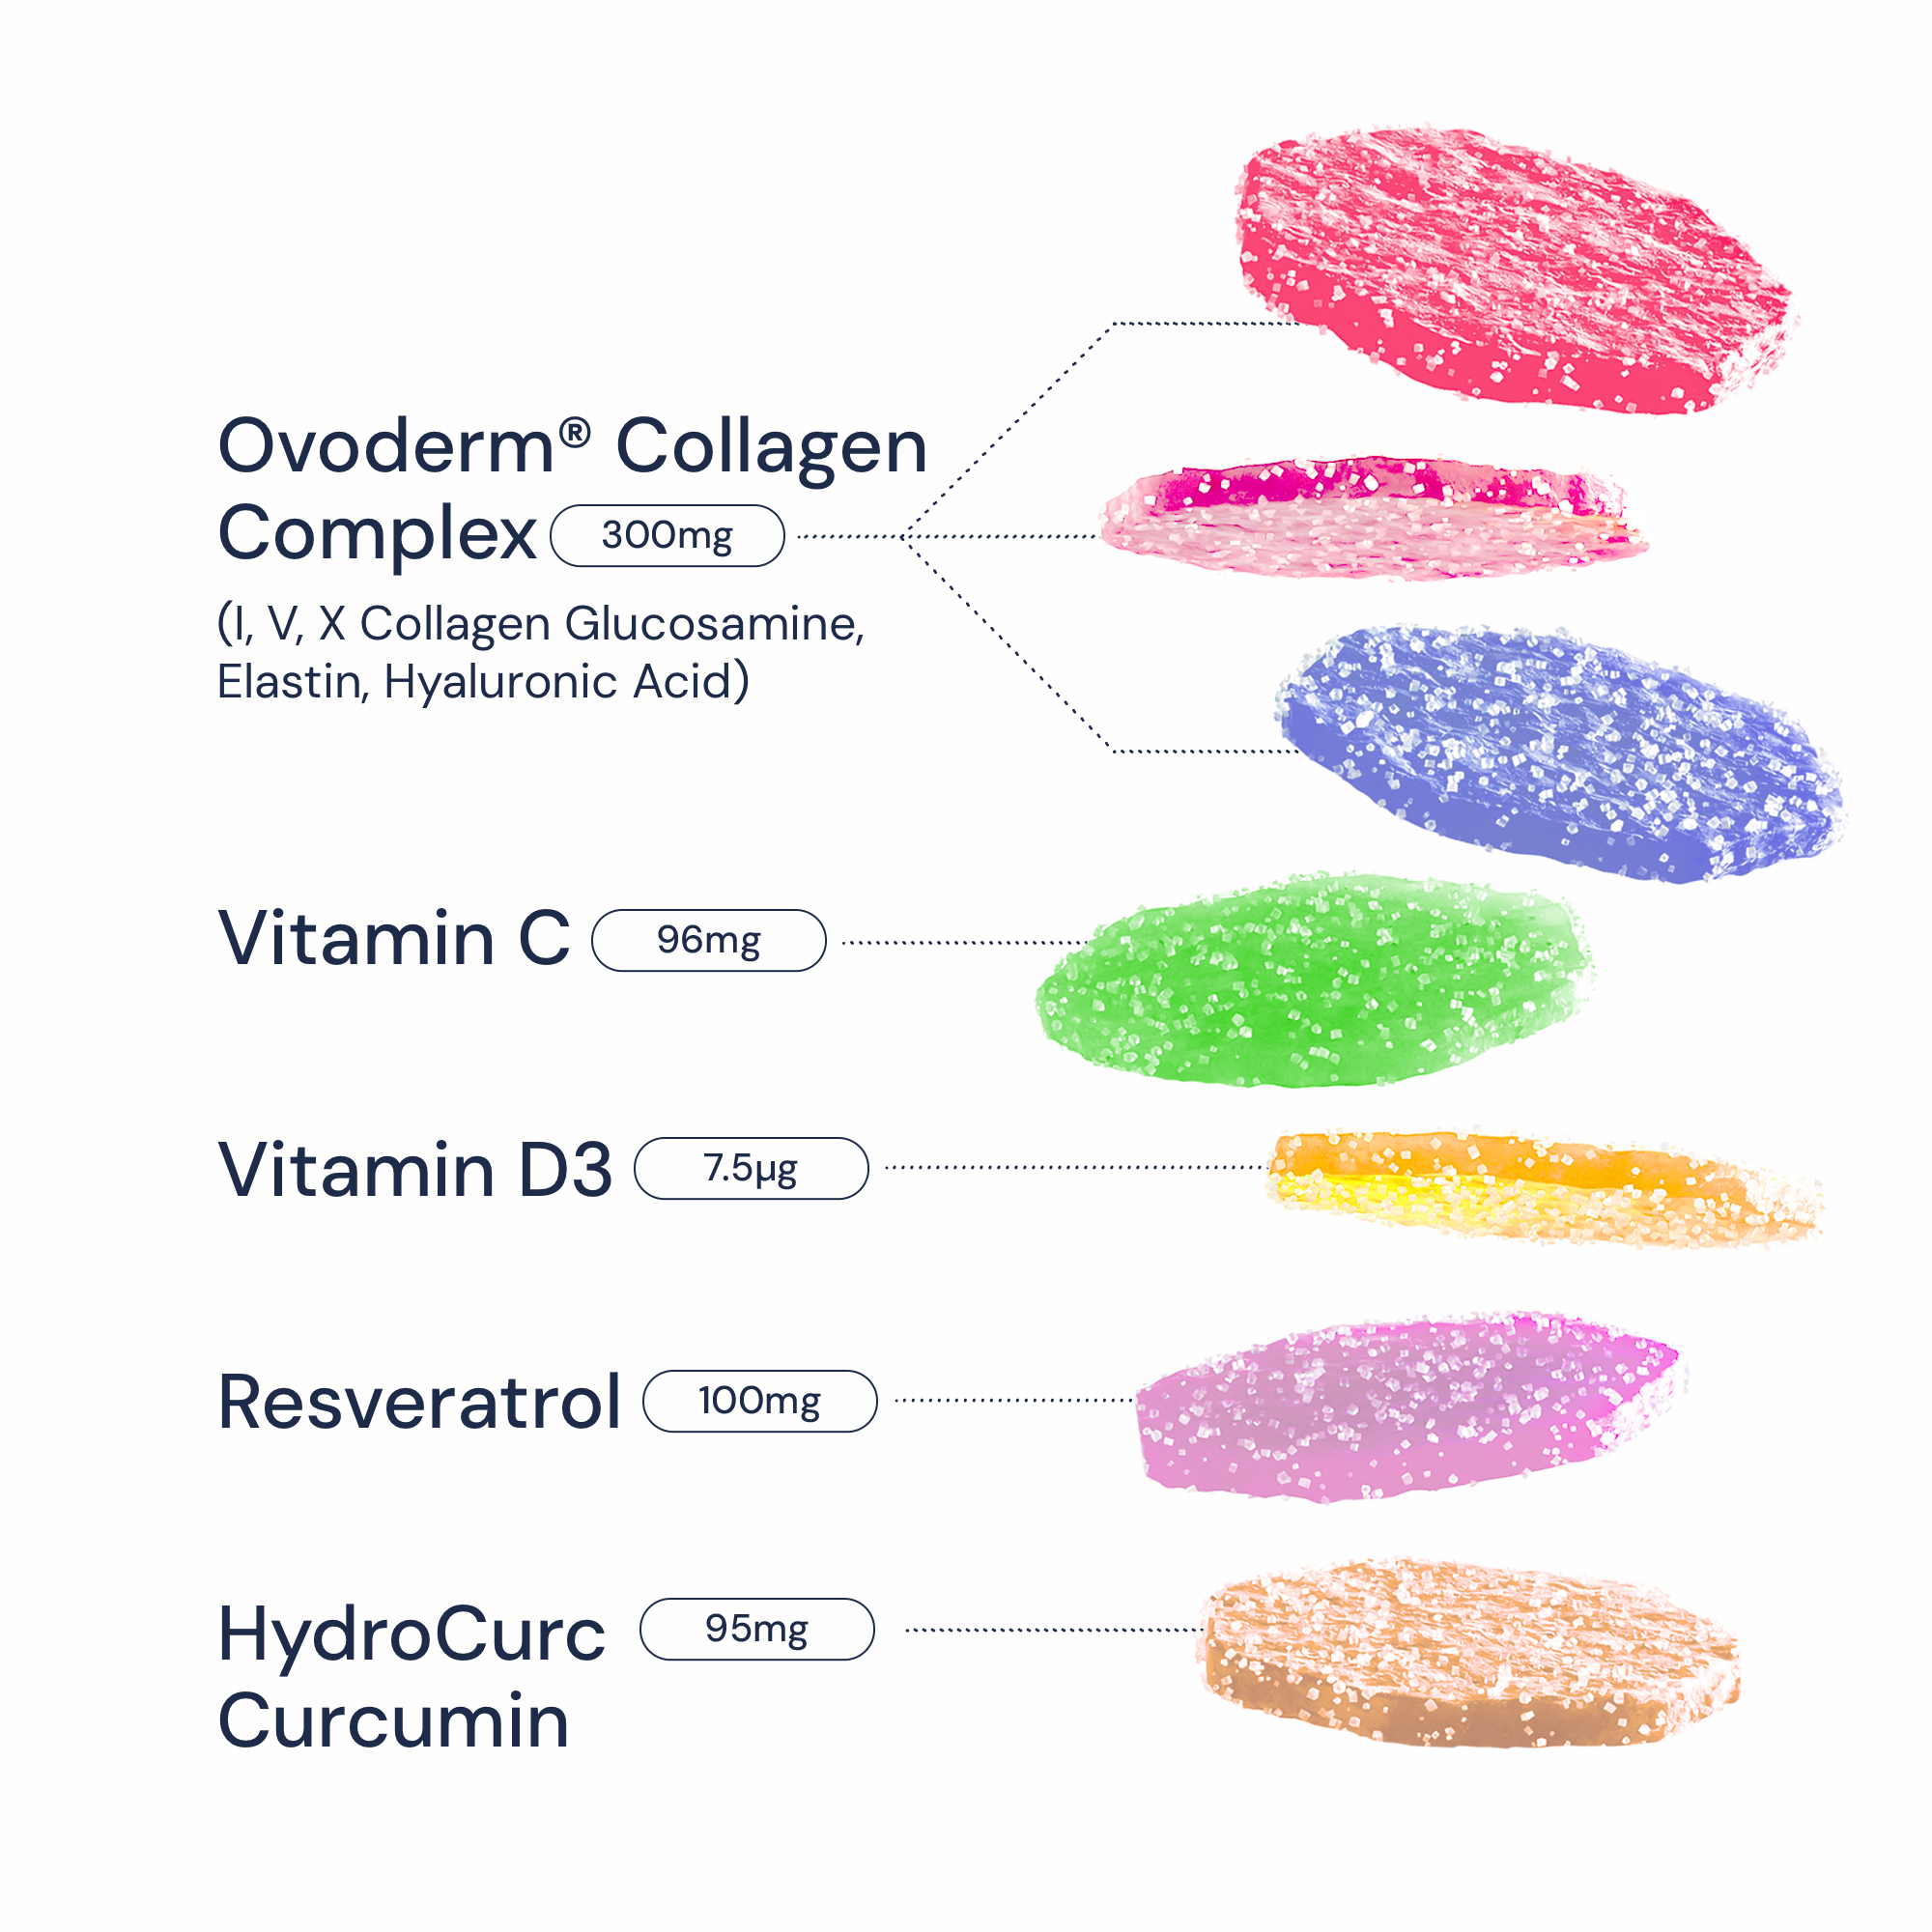 Ovoderm® Collagen
Complex 300mg
(I, V, X Collagen Glucosamine,
Elastin, Hyaluronic Acid)
Vitamin C 96mg
Vitamin D3 7.5µg
Resveratrol 100mg
HydroCurc 95mg
Curcumin